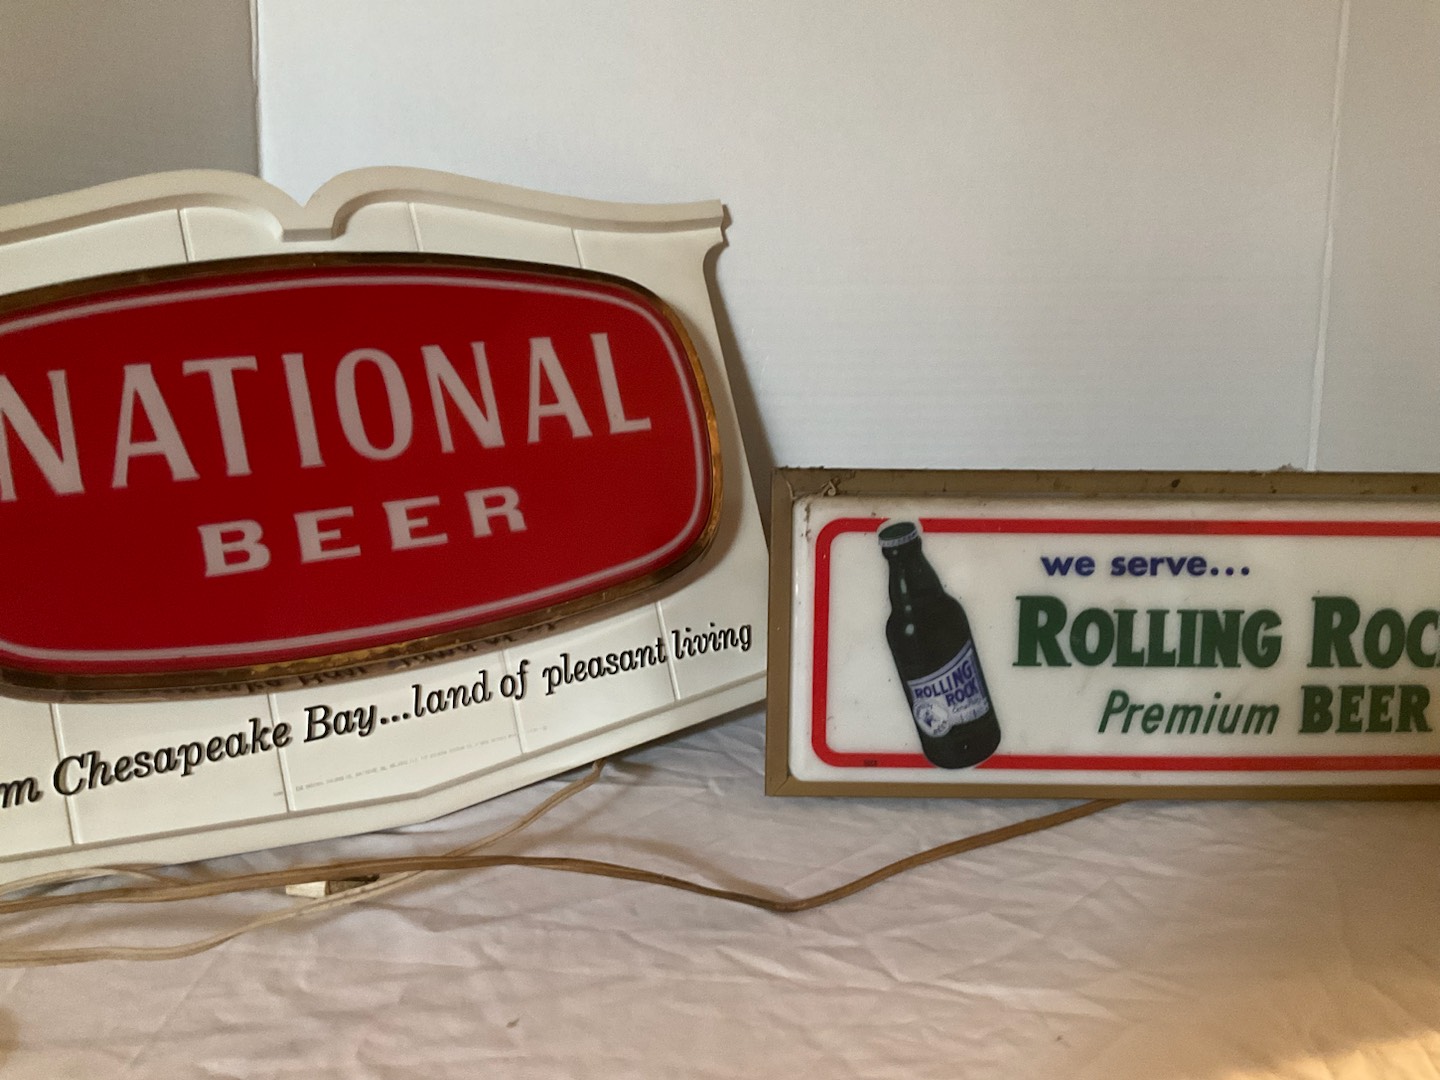 NATIONAL
BEER
m Chesapeake Bay...land of pleasant living
we serve...
ROLLING ROC
Premium BEER
ROLLING
ROCK